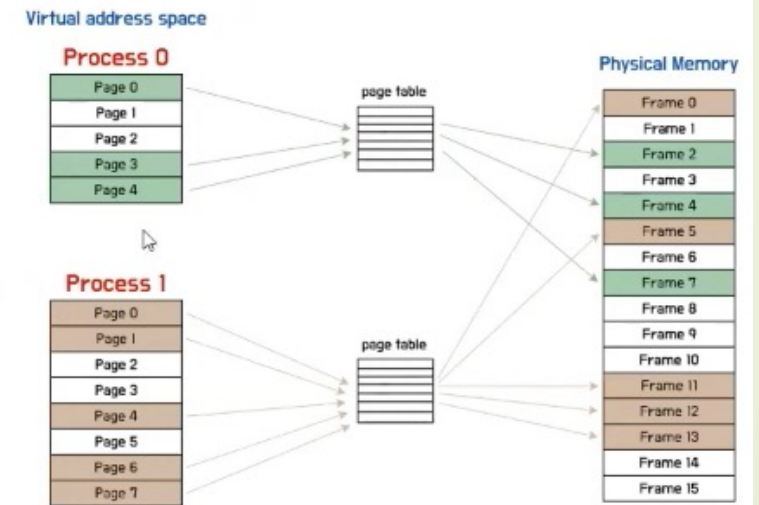 Virtual address space
Process 0
Page 0
Page 1
Page 2
Page 3
Page 4
Process 1
Page 0
Page 1
Page 2
Page 3
Page 4
Page 5
Page 6
Page 7
page table
page table
Physical Memory
Frame 0
Frame 1
Frame 2
Frame 3
Frame 4
Frame 5
Frame 6
Frame 7
Frame 8
Frame 9
Frame 10
Frame 11
Frame 12
Frame 13
Frame 14
Frame 15